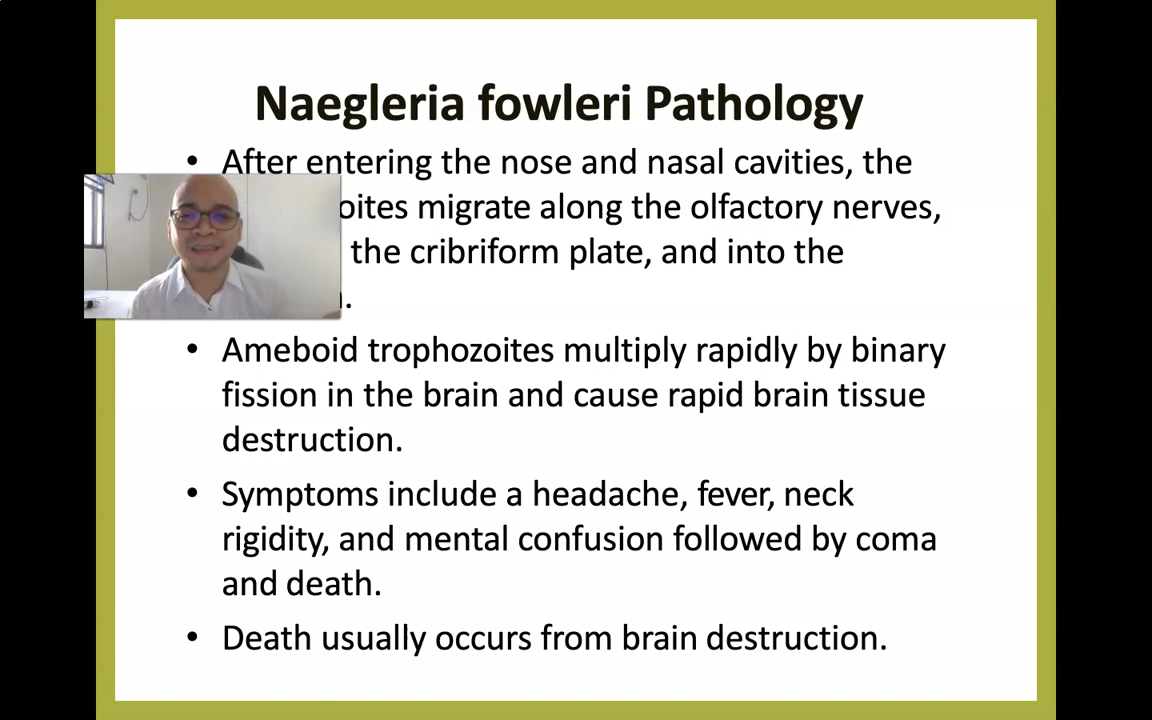 Naegleria fowleri Pathology
• After entering the nose and nasal cavities, the
oites migrate along the olfactory nerves,
the cribriform plate, and into the
.
• Ameboid trophozoites multiply rapidly by binary
fission in the brain and cause rapid brain tissue
destruction.
• Symptoms include a headache, fever, neck
rigidity, and mental confusion followed by coma
and death.
• Death usually occurs from brain destruction.